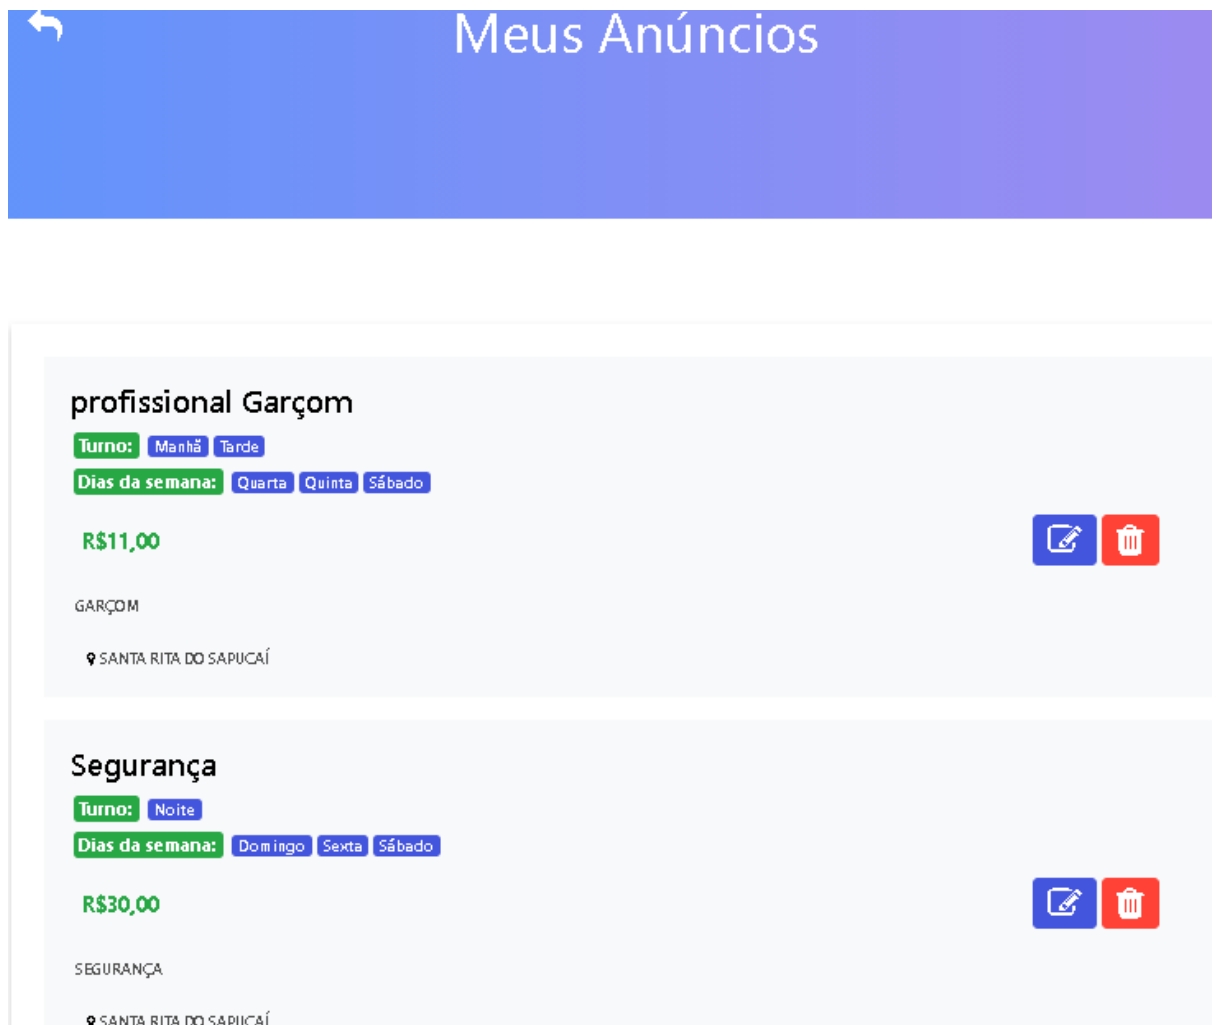 Meus Anúncios
profissional Garçom
Turno: Manhã Tarde
Dias da semana: Quarta Quinta Sábado
R$11,00
GARÇOM
SANTA RITA DO SAPUCAÍ
Segurança
Turno: Noite
Dias da semana: Domingo Sexta Sábado
R$30,00
SEGURANÇA
SANTA RITA DO SAPUCAÍ